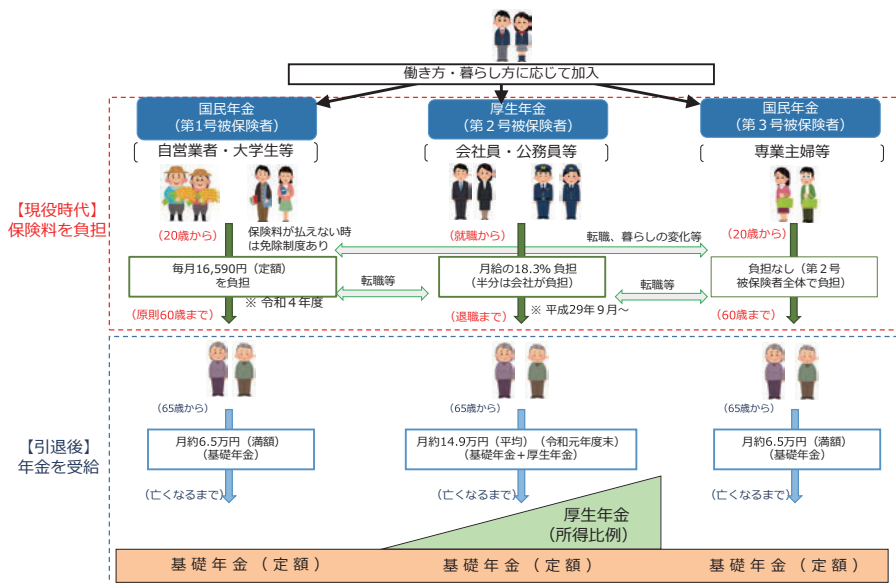 働き方・暮らし方に応じて加入
国民年金
（第1号被保険者）
厚生年金
（第２号被保険者）
国民年金
（第３号被保険者）
自営業者・大学生等
会社員・公務員等
専業主婦等
【現役時代】
保険料を負担
（20歳から）
保険料が払えない時
は免除制度あり
（就職から）
転職、暮らしの変化等
（20歳から）
毎月16,590円（定額）
を負担
転職等
月給の18.3% 負担
（半分は会社が負担）
転職等
負担なし（第２号
被保険者全体で負担）
※ 令和４年度
（原則60歳まで）
（退職まで）
※ 平成29年９月～
（60歳まで）
【引退後】
年金を受給
（65歳から）
（65歳から）
（65歳から）
月約6.5万円（満額）
（基礎年金）
月約14.9万円（平均）（令和元年度末）
（基礎年金＋厚生年金）
月約6.5万円（満額）
（基礎年金）
（亡くなるまで）
（亡くなるまで）
（亡くなるまで）
厚生年金
（所得比例）
基 礎 年 金 （ 定 額 ）
基 礎 年 金 （ 定 額 ）
基 礎 年 金 （ 定 額 ）